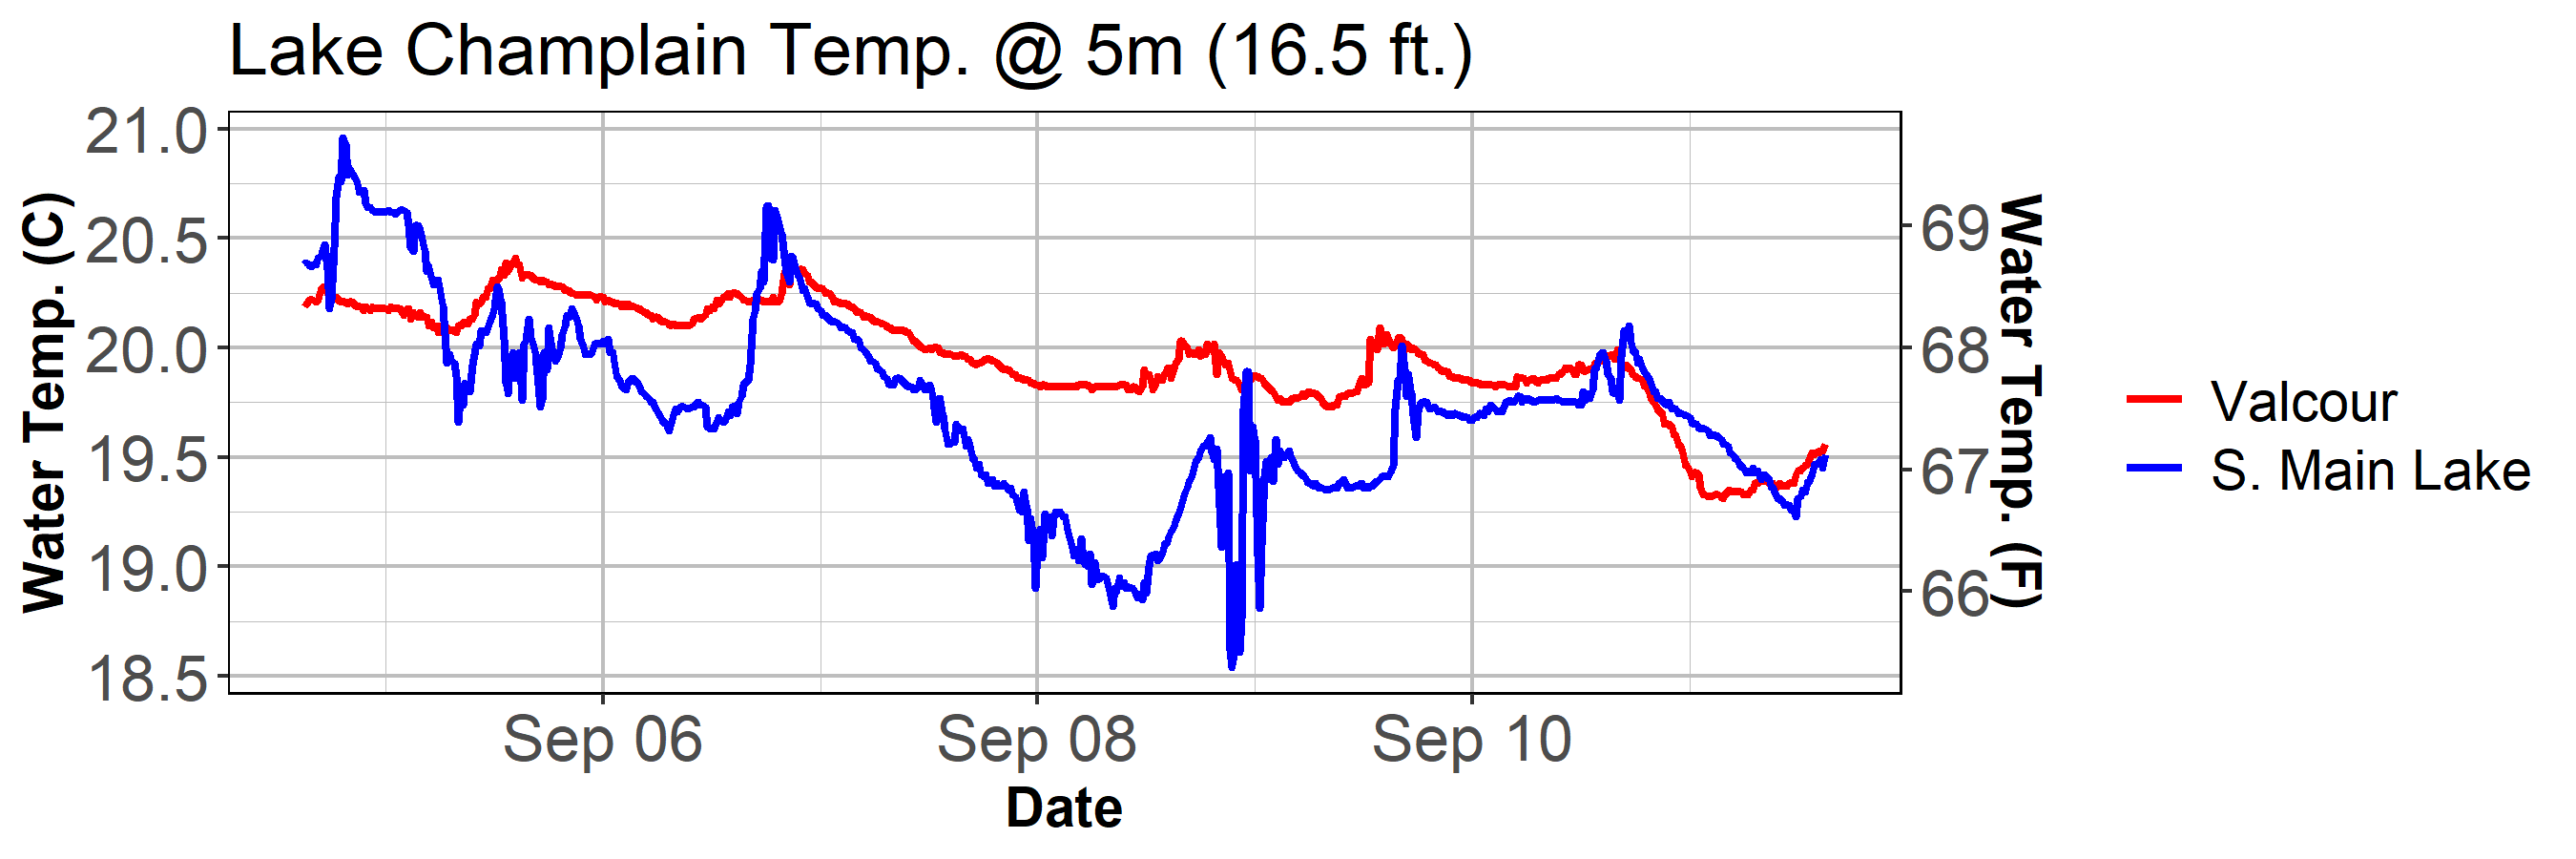 Lake Champlain Temp. @ 5m (16.5 ft.)
Water Temp. (C)
21.0
20.5
20.0
19.5
19.0
18.5
69
68
67
66
Water Temp. (F)
Sep 06
Sep 08
Sep 10
Date
Valcour
S. Main Lake